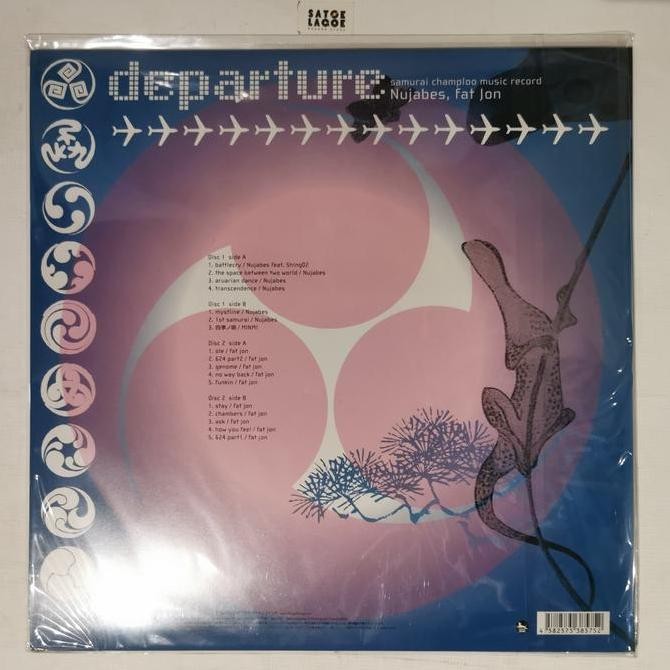 SATOE
LAGOE
departure
samurai champloo music record
Nujabes, fat jon
Disc 1 side A
1. battlecry / Nujabes feat. Shing02
2. the space between two world / Nujabes
3. aruarian dance / Nujabes
4. transcendence / Nujabes
Disc 1 side B
1. mystline / Nujabes
2. 1st samurai / Nujabes
3. 四季ノ唄 / MINMI
Disc 2 side A
1. ole / fat jon
2. 624 part2 / fat jon
3. genome / fat jon
4. no way back / fat jon
5. funkin / fat jon
Disc 2 side B
1. stay / fat jon
2. chambers / fat jon
3. ask / fat jon
4. how you feel / fat jon
5. 624 part1 / fat jon
4 582575 385752